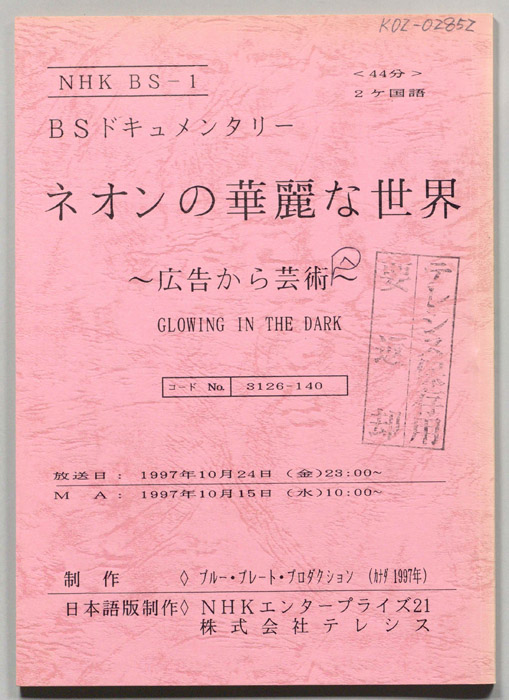 K02-02852
NHK BS-1
<44分>
2ケ国語
BSドキュメンタリー
ネオンの華麗な世界
～広告から芸術へ～
GLOWING IN THE DARK
コード No. 3126-140
要返却
放送日: 1997年10月24日 (金)23:00~
MA: 1997年10月15日 (水)10:00~
制作 ◇ ブルー・プレート・プロダクション (カナダ 1997年)
日本語版制作◇ NHKエンタープライズ21
株式会社テレシス